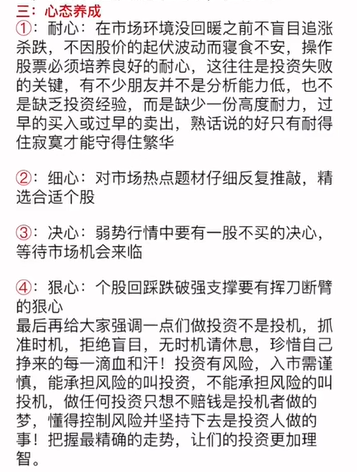 三：心态养成
①：耐心：在市场环境没回暖之前不盲目追涨
杀跌，不因股价的起伏波动而寝食不安，操作
股票必须培养良好的耐心，这往往是投资失败
的关键，有不少朋友并不是分析能力低，也不
是缺乏投资经验，而是缺少一份高度耐力，过
早的买入或过早的卖出，熟话说的好只有耐得
住寂寞才能守得住繁华
②：细心：对市场热点题材仔细反复推敲，精
选合适个股
③：决心：弱势行情中要有一股不买的决心，
等待市场机会来临
④：狠心：个股回踩跌破强支撑要有挥刀断臂
的狠心
最后再给大家强调一点们做投资不是投机，抓
准时机，拒绝盲目，无时机请休息，珍惜自己
挣来的每一滴血和汗！投资有风险，入市需谨
慎，能承担风险的叫投资，不能承担风险的叫
投机，做任何投资只想不赔钱是投机者做的
梦，懂得控制风险并坚持下去是投资人做的
事！把握最精确的走势，让们的投资更加理
智。